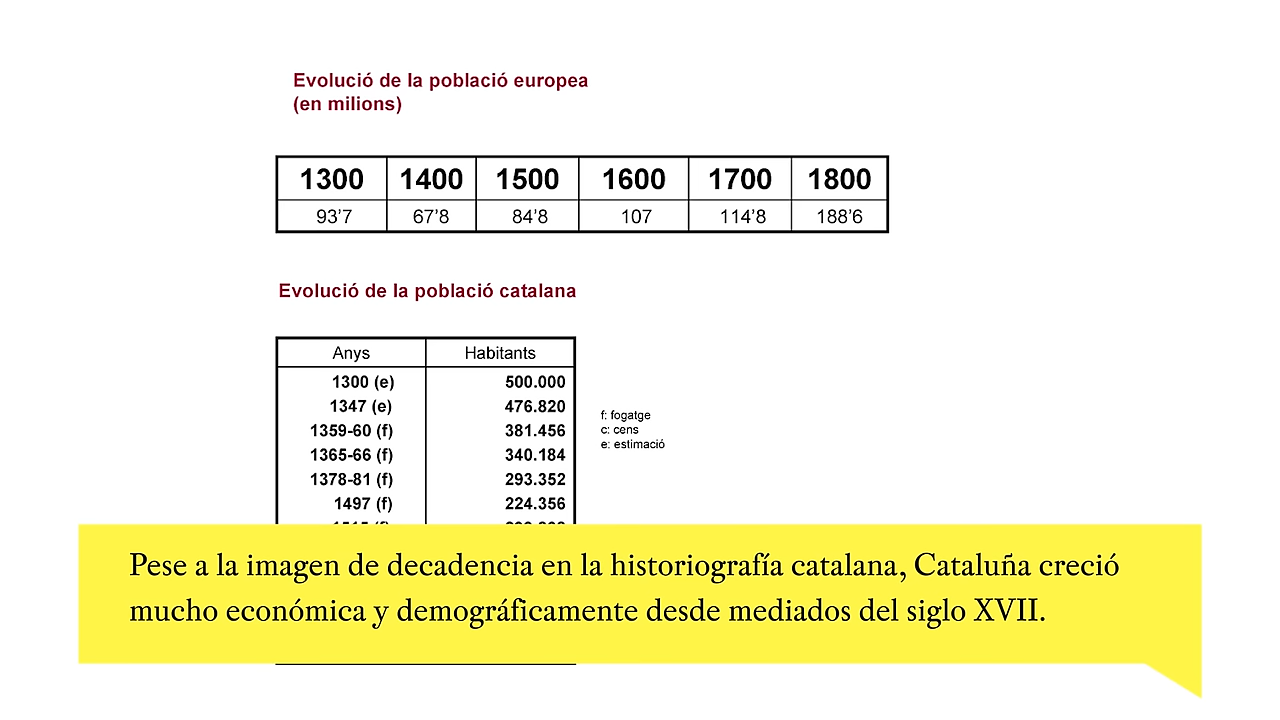 Evolució de la població europea
(en milions)
1300 1400 1500 1600 1700 1800
93’7 67’8 84’8 107 114’8 188’6
Evolució de la població catalana
Anys Habitants
1300 (e) 500.000
1347 (e) 476.820
1359-60 (f) 381.456
1365-66 (f) 340.184
1378-81 (f) 293.352
1497 (f) 224.356
f: fogatge
c: cens
e: estimació
Pese a la imagen de decadencia en la historiografía catalana, Cataluña creció
mucho económica y demográficamente desde mediados del siglo XVII.